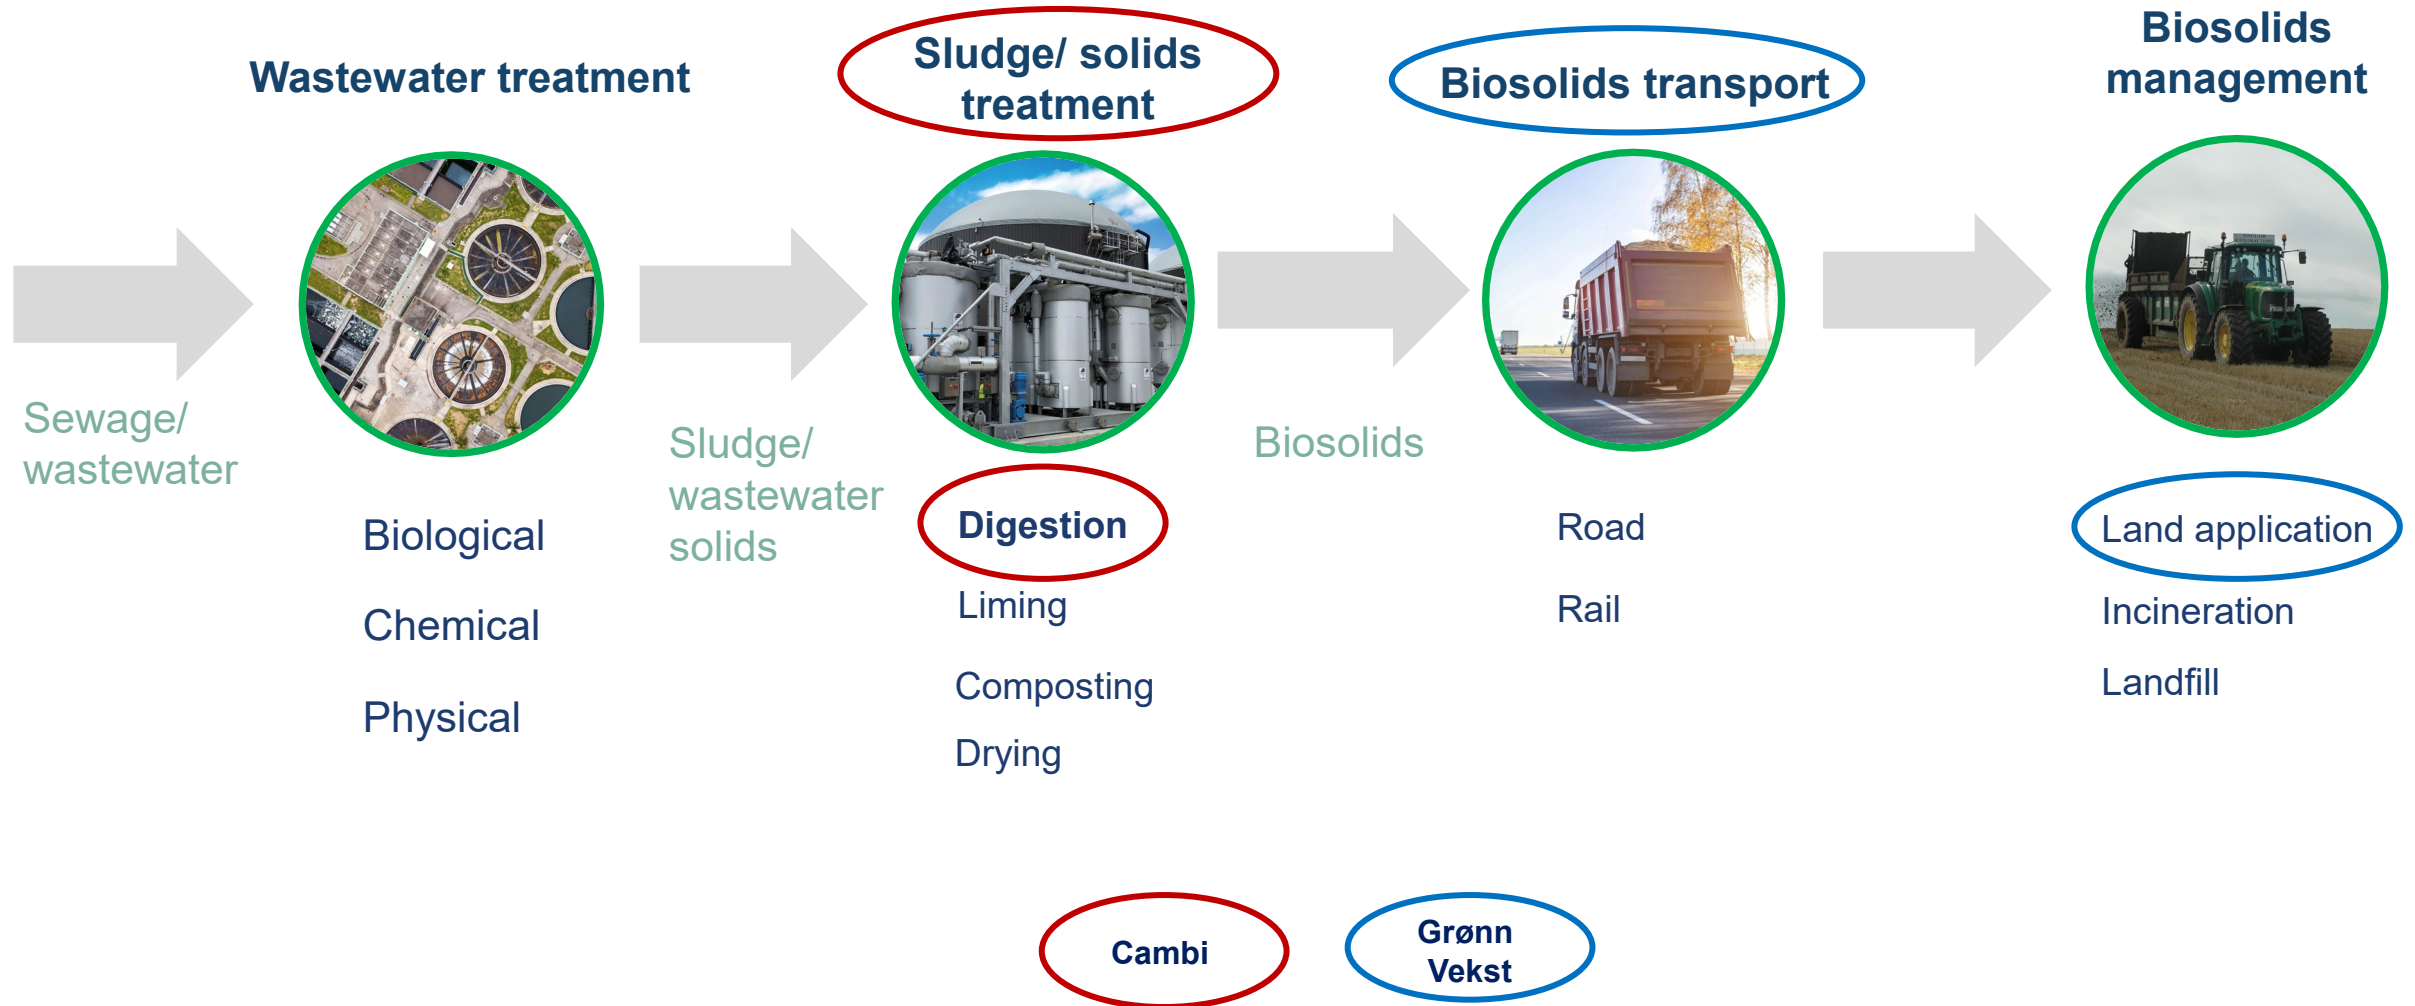 Wastewater treatment
Sludge/ solids
treatment
Biosolids transport
Biosolids
management
Sewage/
wastewater
Sludge/
wastewater
solids
Biosolids
Biological
Chemical
Physical
Digestion
Liming
Composting
Drying
Road
Rail
Land application
Incineration
Landfill
Cambi
Grønn
Vekst